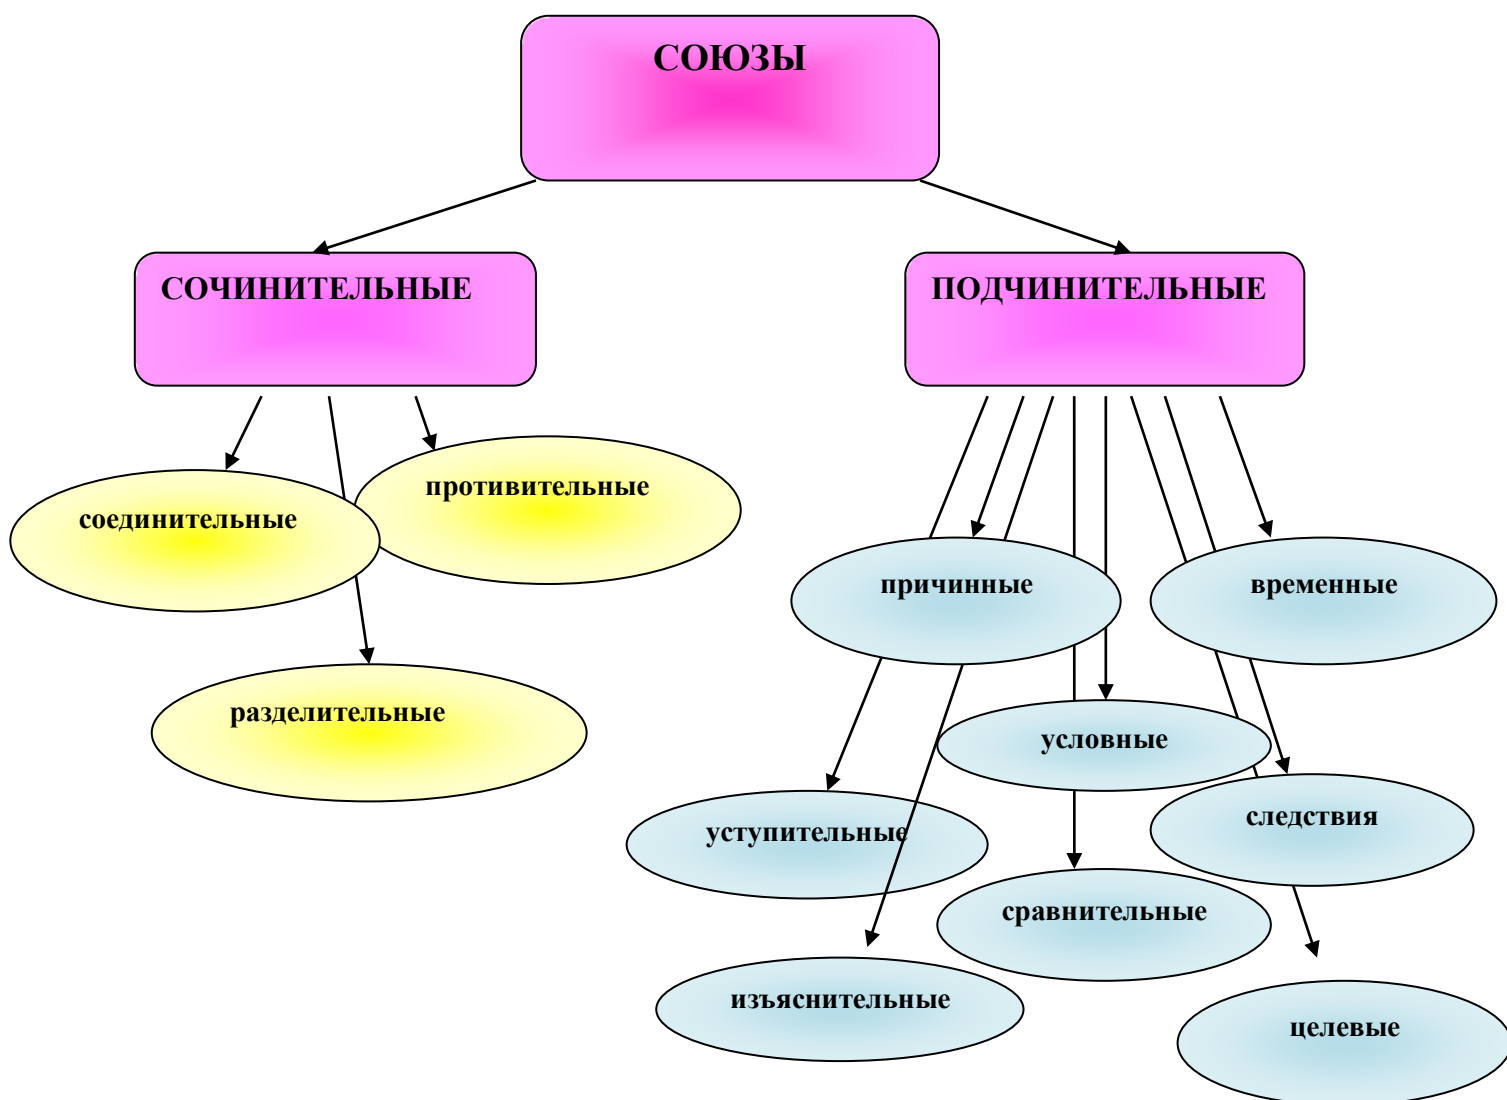 СОЮЗЫ
СОЧИНИТЕЛЬНЫЕ
ПОДЧИНИТЕЛЬНЫЕ
соединительные
противительные
разделительные
причинные
временные
условные
уступительные
следствия
сравнительные
изъяснительные
целевые